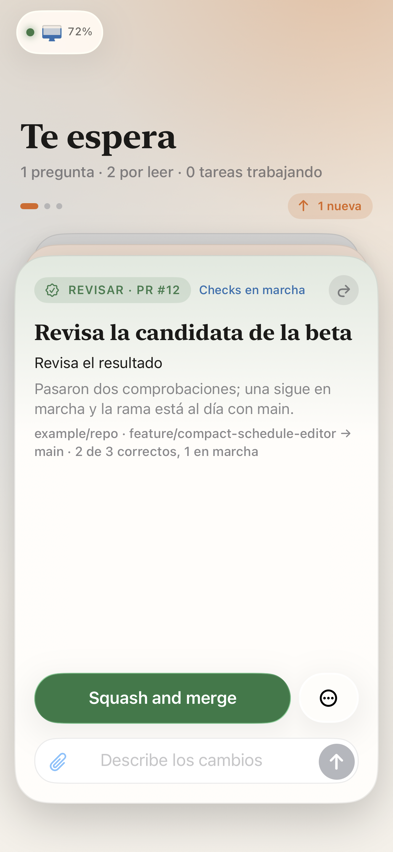 72%
Te espera
1 pregunta · 2 por leer · 0 tareas trabajando
1 nueva
REVISAR · PR #12
Checks en marcha
Revisa la candidata de la beta
Revisa el resultado
Pasaron dos comprobaciones; una sigue en
marcha y la rama está al día con main.
example/repo · feature/compact-schedule-editor →
main · 2 de 3 correctos, 1 en marcha
Squash and merge
Describe los cambios